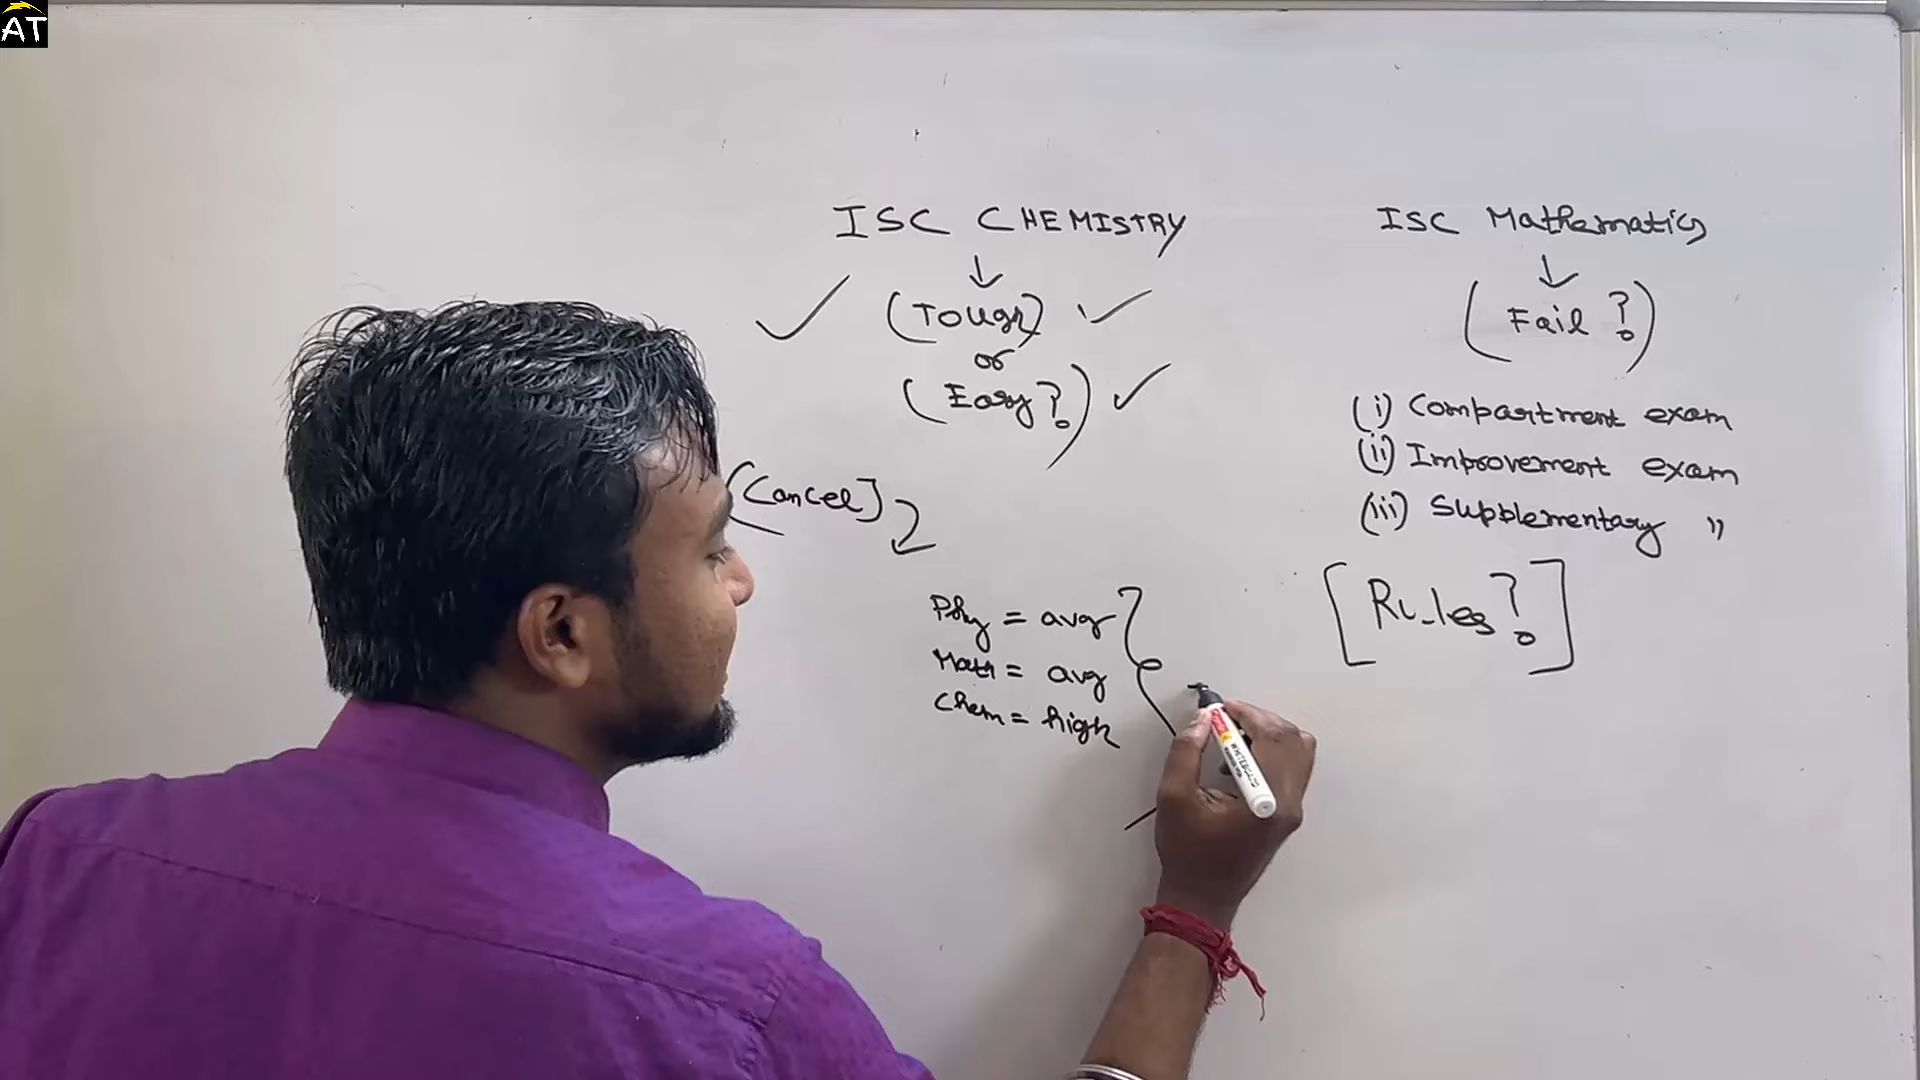 AT
ISC CHEMISTRY
↓
(Tough) ✓
or
(Easy?) ✓
(Cancel]
Phy = avg
Math = avg
Chem = high
ISC Mathematics
↓
(Fail?)
(i) Compartment exam
(ii) Improvement exam
(iii) Supplementary "
[Rules?]